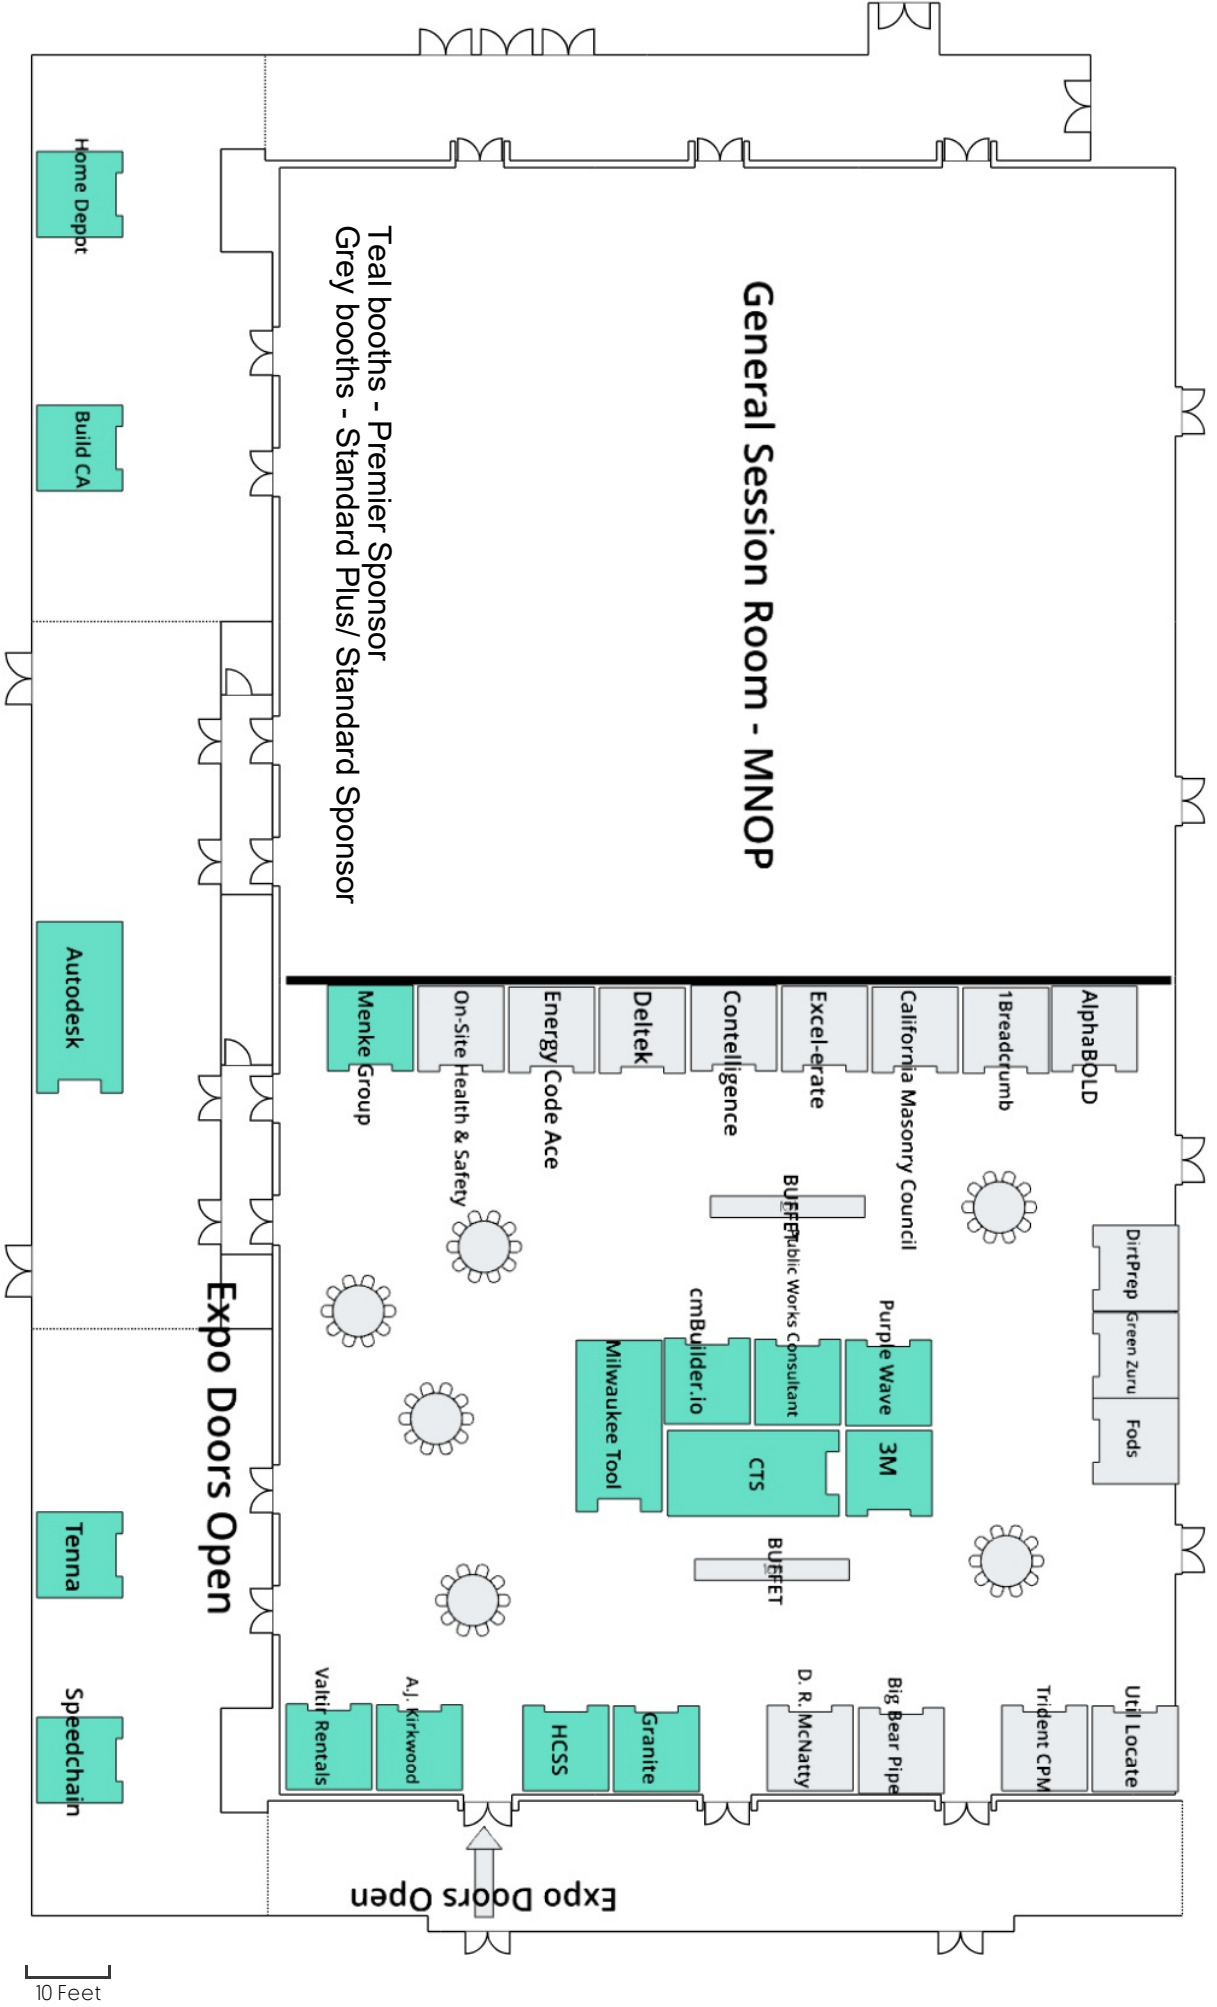 Home Depot
Build CA
Autodesk
Tenna
Speedchain
Teal booths - Premier Sponsor
Grey booths - Standard Plus/ Standard Sponsor
General Session Room - MNOP
Menke Group
On-Site Health & Safety
Energy Code Ace
Deltek
Contelligence
Excel-erate
California Masonry Council
1Breadcrumb
AlphaBOLD
BUFFET
Public Works Consultant
cmBuilder.io
Purple Wave
Milwaukee Tool
CTS
3M
DirtPrep
Green Zuru
Fods
BUFFET
Expo Doors Open
Valtir Rentals
A.J. Kirkwood
HCSS
Granite
D. R. McNatty
Big Bear Pipe
Trident CPM
Util Locate
Expo Doors Open
10 Feet